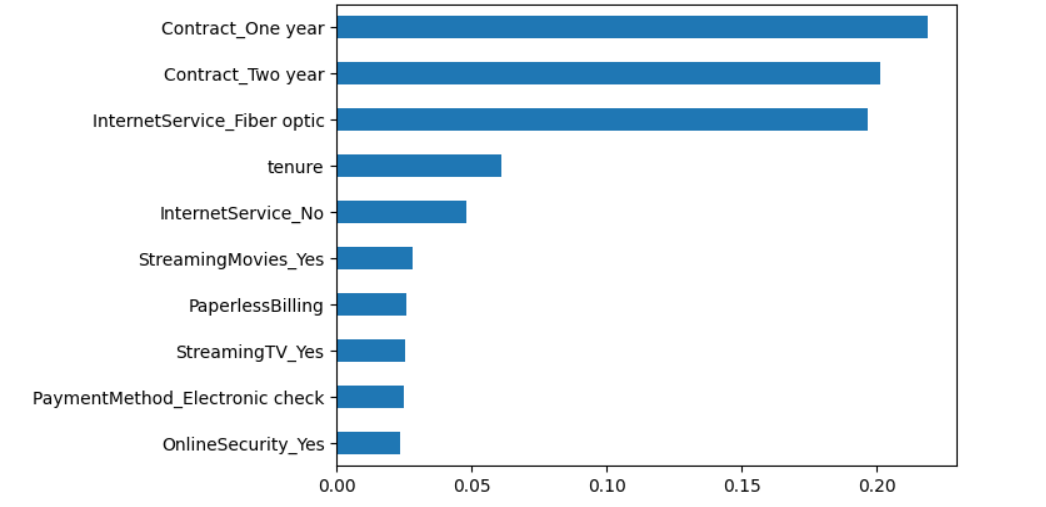 Contract_One year
Contract_Two year
InternetService_Fiber optic
tenure
InternetService_No
StreamingMovies_Yes
PaperlessBilling
StreamingTV_Yes
PaymentMethod_Electronic check
OnlineSecurity_Yes
0.00 0.05 0.10 0.15 0.20